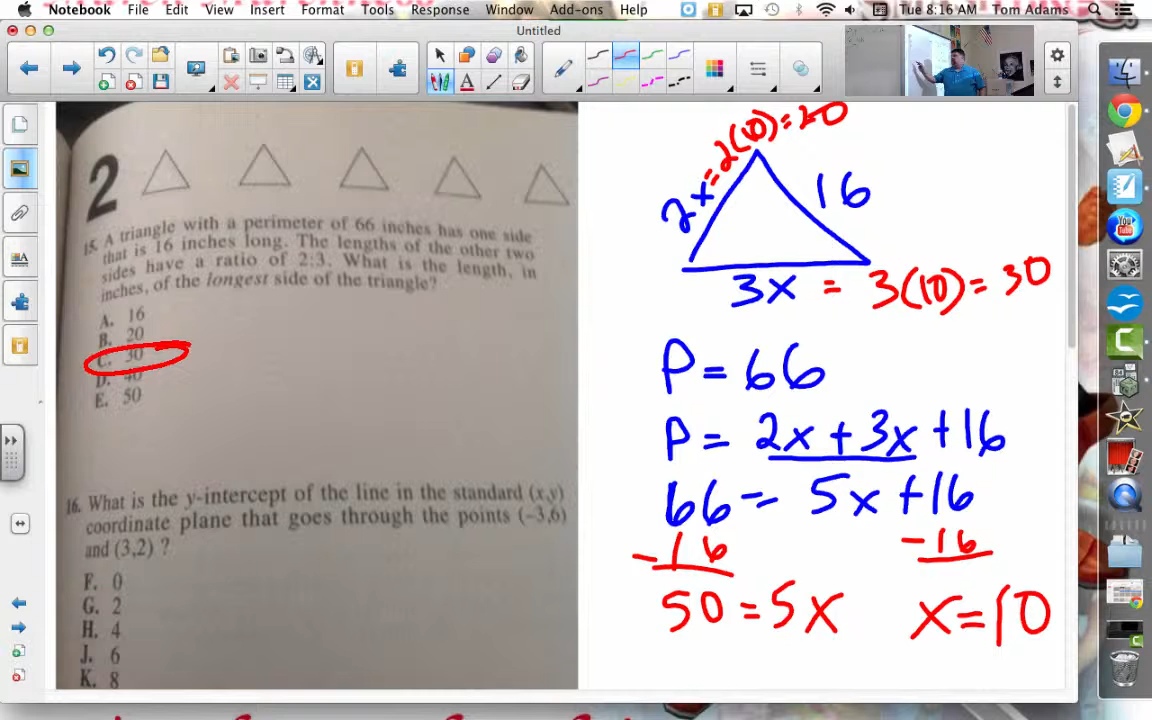 Notebook File Edit View Insert Format Tools Response Window Add-ons Help Tue 8:16 AM Tom Adams
Untitled
2
15. A triangle with a perimeter of 66 inches has one side
that is 16 inches long. The lengths of the other two
sides have a ratio of 2:3. What is the length, in
inches, of the longest side of the triangle?
A. 16
B. 20
C. 30
D. 40
E. 50
16. What is the y-intercept of the line in the standard (x,y)
coordinate plane that goes through the points (−3,6)
and (3,2) ?
F. 0
G. 2
H. 4
J. 6
K. 8
2x = 2(10) = 20
16
3x = 3(10) = 30
P = 66
P = 2x + 3x + 16
66 = 5x + 16
-16 -16
50 = 5x x = 10
You Tube